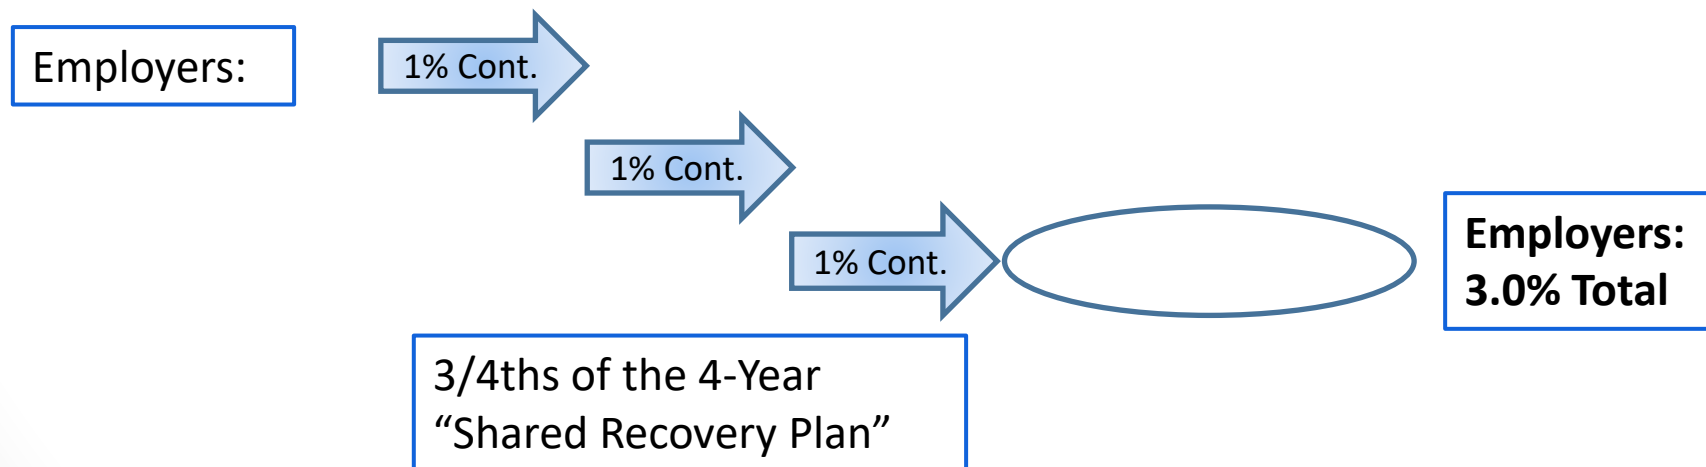 Employers:
1% Cont.
1% Cont.
1% Cont.
Employers:
3.0% Total
3/4ths of the 4-Year
“Shared Recovery Plan”